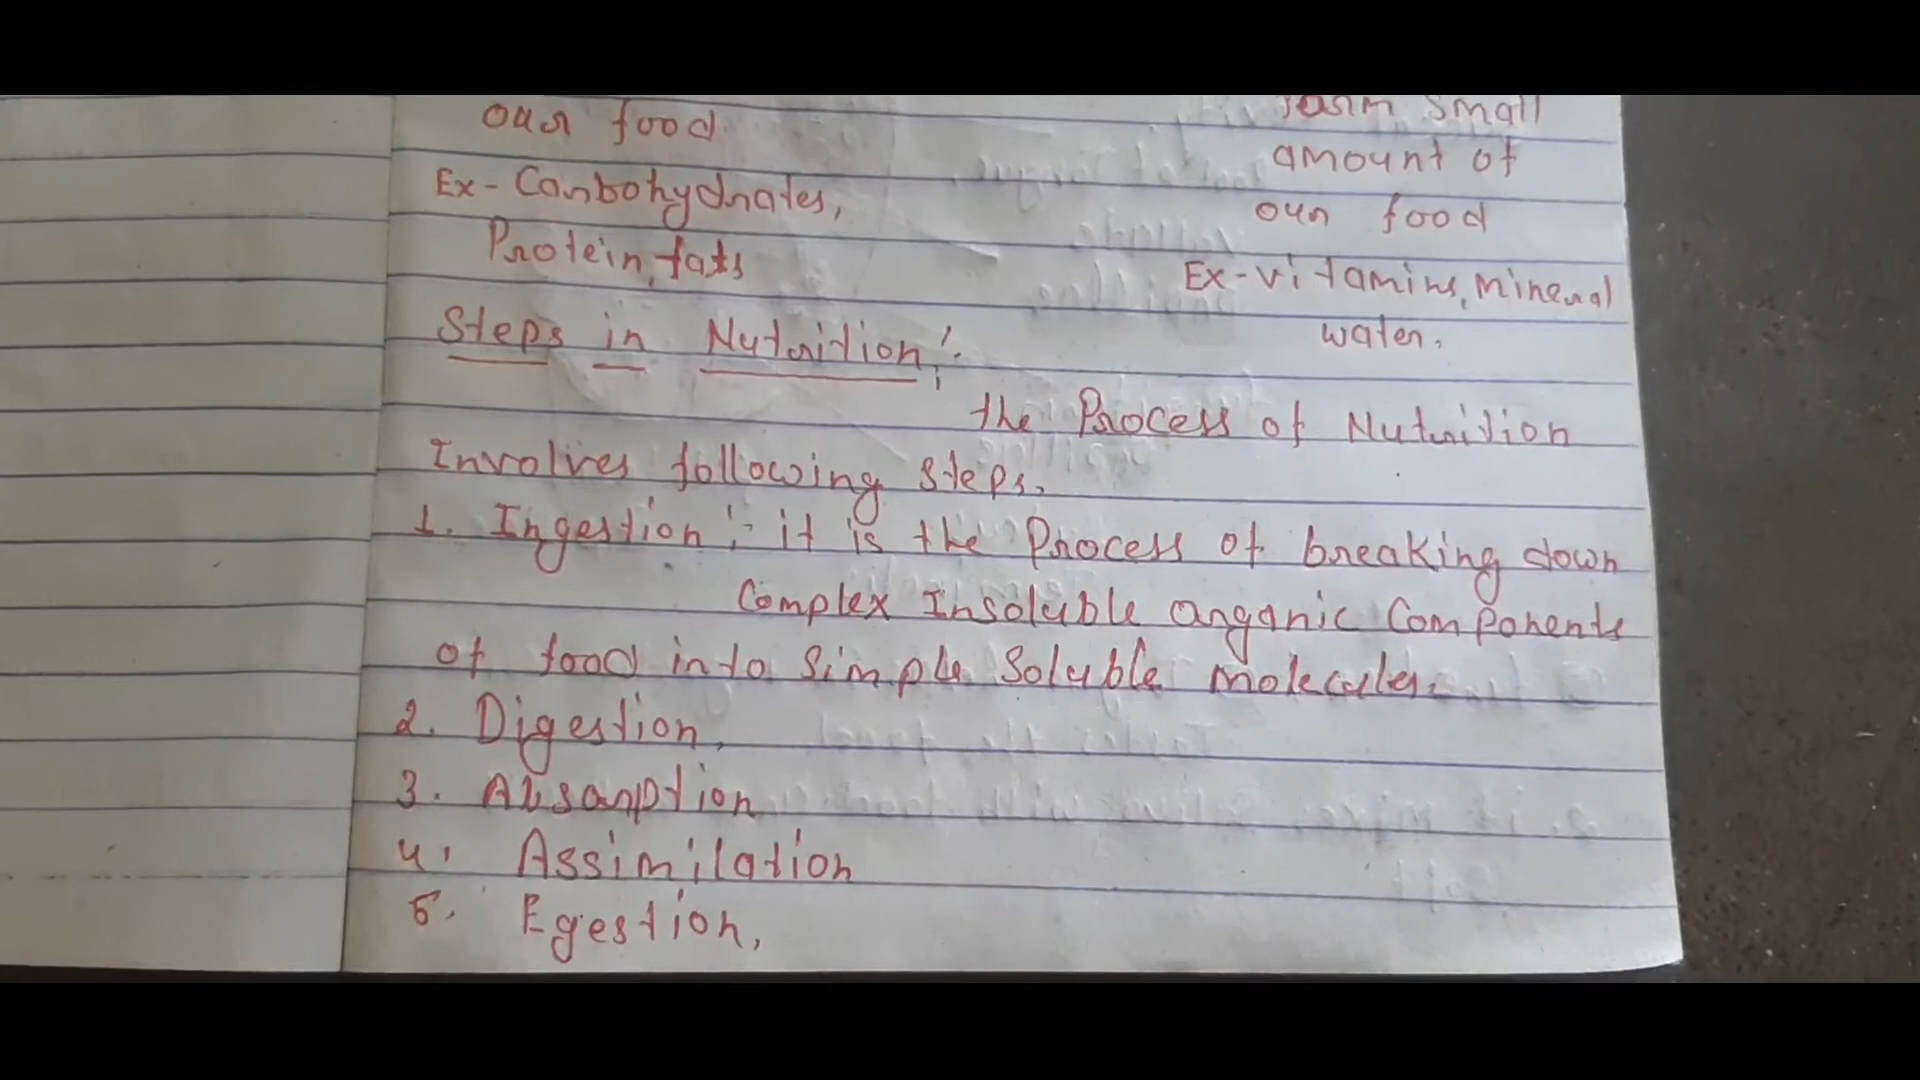 our food
form small
amount of
our food
Ex - Carbohydrates,
Protein, fats
Ex - vitamins, mineral
water.
Steps in Nutrition :
the Process of Nutrition
Involves following steps.
1. Ingestion : it is the Process of breaking down
Complex Insoluble organic Components
of food into Simple Soluble molecules.
2. Digestion,
3. Absorption
4. Assimilation
5. Egestion,